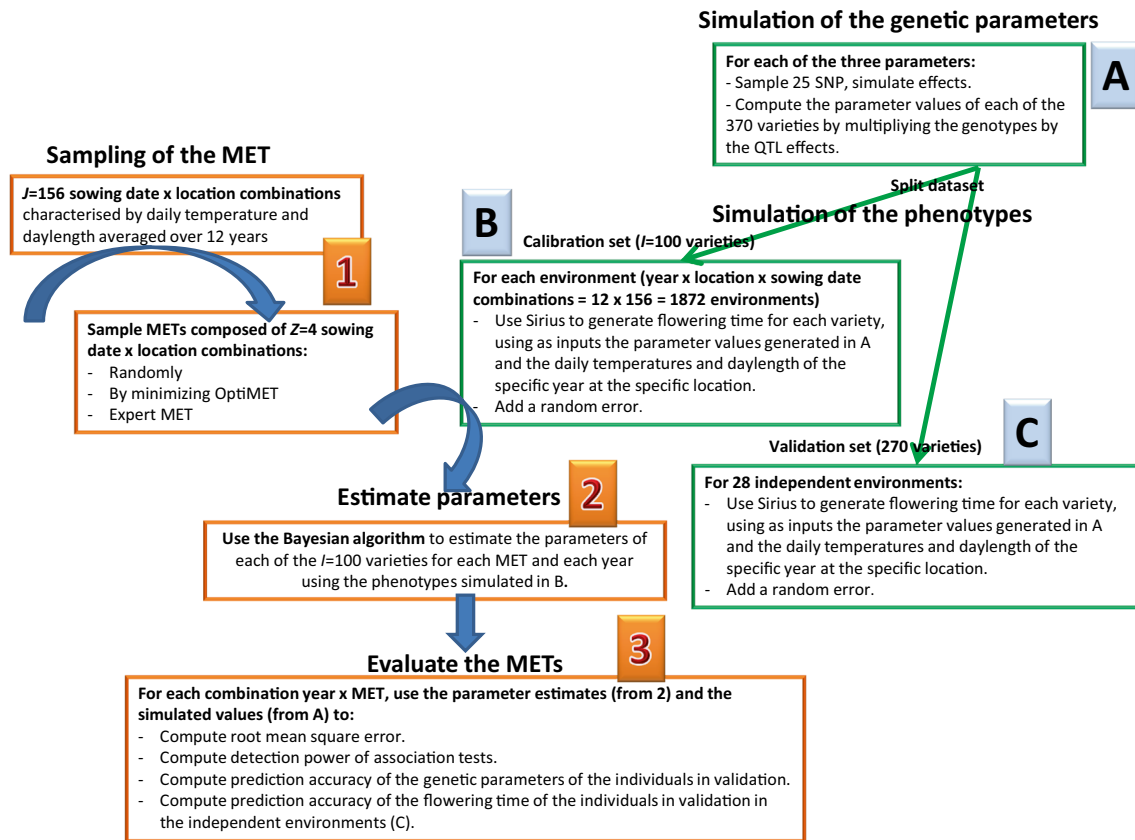 Simulation of the genetic parameters
A
For each of the three parameters:
- Sample 25 SNP, simulate effects.
- Compute the parameter values of each of the
370 varieties by multipliying the genotypes by
the QTL effects.
Sampling of the MET
J=156 sowing date x location combinations
characterised by daily temperature and
daylength averaged over 12 years
1
Sample METs composed of Z=4 sowing
date x location combinations:
- Randomly
- By minimizing OptiMET
- Expert MET
Split dataset
Simulation of the phenotypes
B
Calibration set (I=100 varieties)
For each environment (year x location x sowing date
combinations = 12 x 156 = 1872 environments)
- Use Sirius to generate flowering time for each variety,
using as inputs the parameter values generated in A
and the daily temperatures and daylength of the
specific year at the specific location.
- Add a random error.
C
Validation set (270 varieties)
For 28 independent environments:
- Use Sirius to generate flowering time for each variety,
using as inputs the parameter values generated in A
and the daily temperatures and daylength of the
specific year at the specific location.
- Add a random error.
Estimate parameters
2
Use the Bayesian algorithm to estimate the parameters of
each of the I=100 varieties for each MET and each year
using the phenotypes simulated in B.
Evaluate the METs
3
For each combination year x MET, use the parameter estimates (from 2) and the
simulated values (from A) to:
- Compute root mean square error.
- Compute detection power of association tests.
- Compute prediction accuracy of the genetic parameters of the individuals in validation.
- Compute prediction accuracy of the flowering time of the individuals in validation in
the independent environments (C).